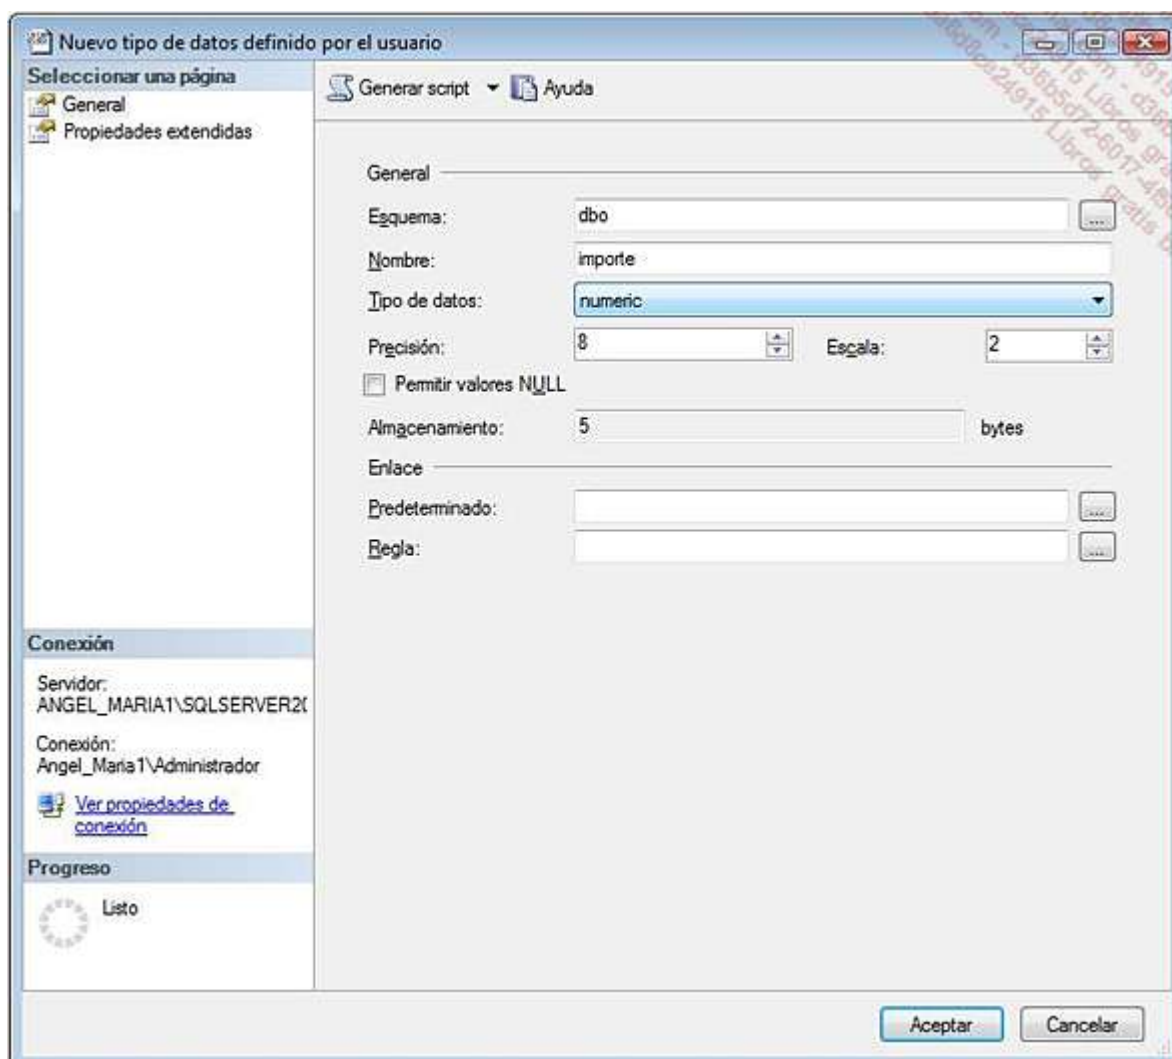 Nuevo tipo de datos definido por el usuario
Seleccionar una página
General
Propiedades extendidas
Generar script
Ayuda
General
Esquema:
dbo
...
Nombre:
importe
Tipo de datos:
numeric
Precisión:
8
Escala:
2
Permitir valores NULL
Almacenamiento:
5
bytes
Enlace
Predeterminado:
...
Regla:
...
Conexión
Servidor:
ANGEL_MARIA1\SQLSERVER20
Conexión:
Angel_Maria1\Administrador
Ver propiedades de
conexión
Progreso
Listo
Aceptar
Cancelar